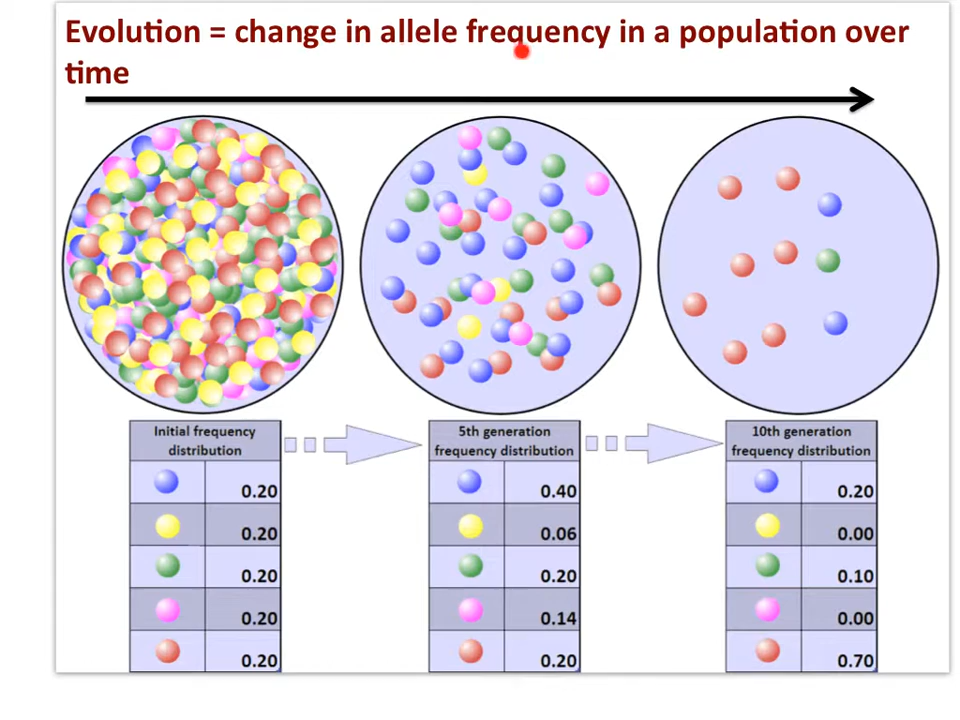 Evolution = change in allele frequency in a population over
time
Initial frequency
distribution
0.20
0.20
0.20
0.20
0.20
5th generation
frequency distribution
0.40
0.06
0.20
0.14
0.20
10th generation
frequency distribution
0.20
0.00
0.10
0.00
0.70